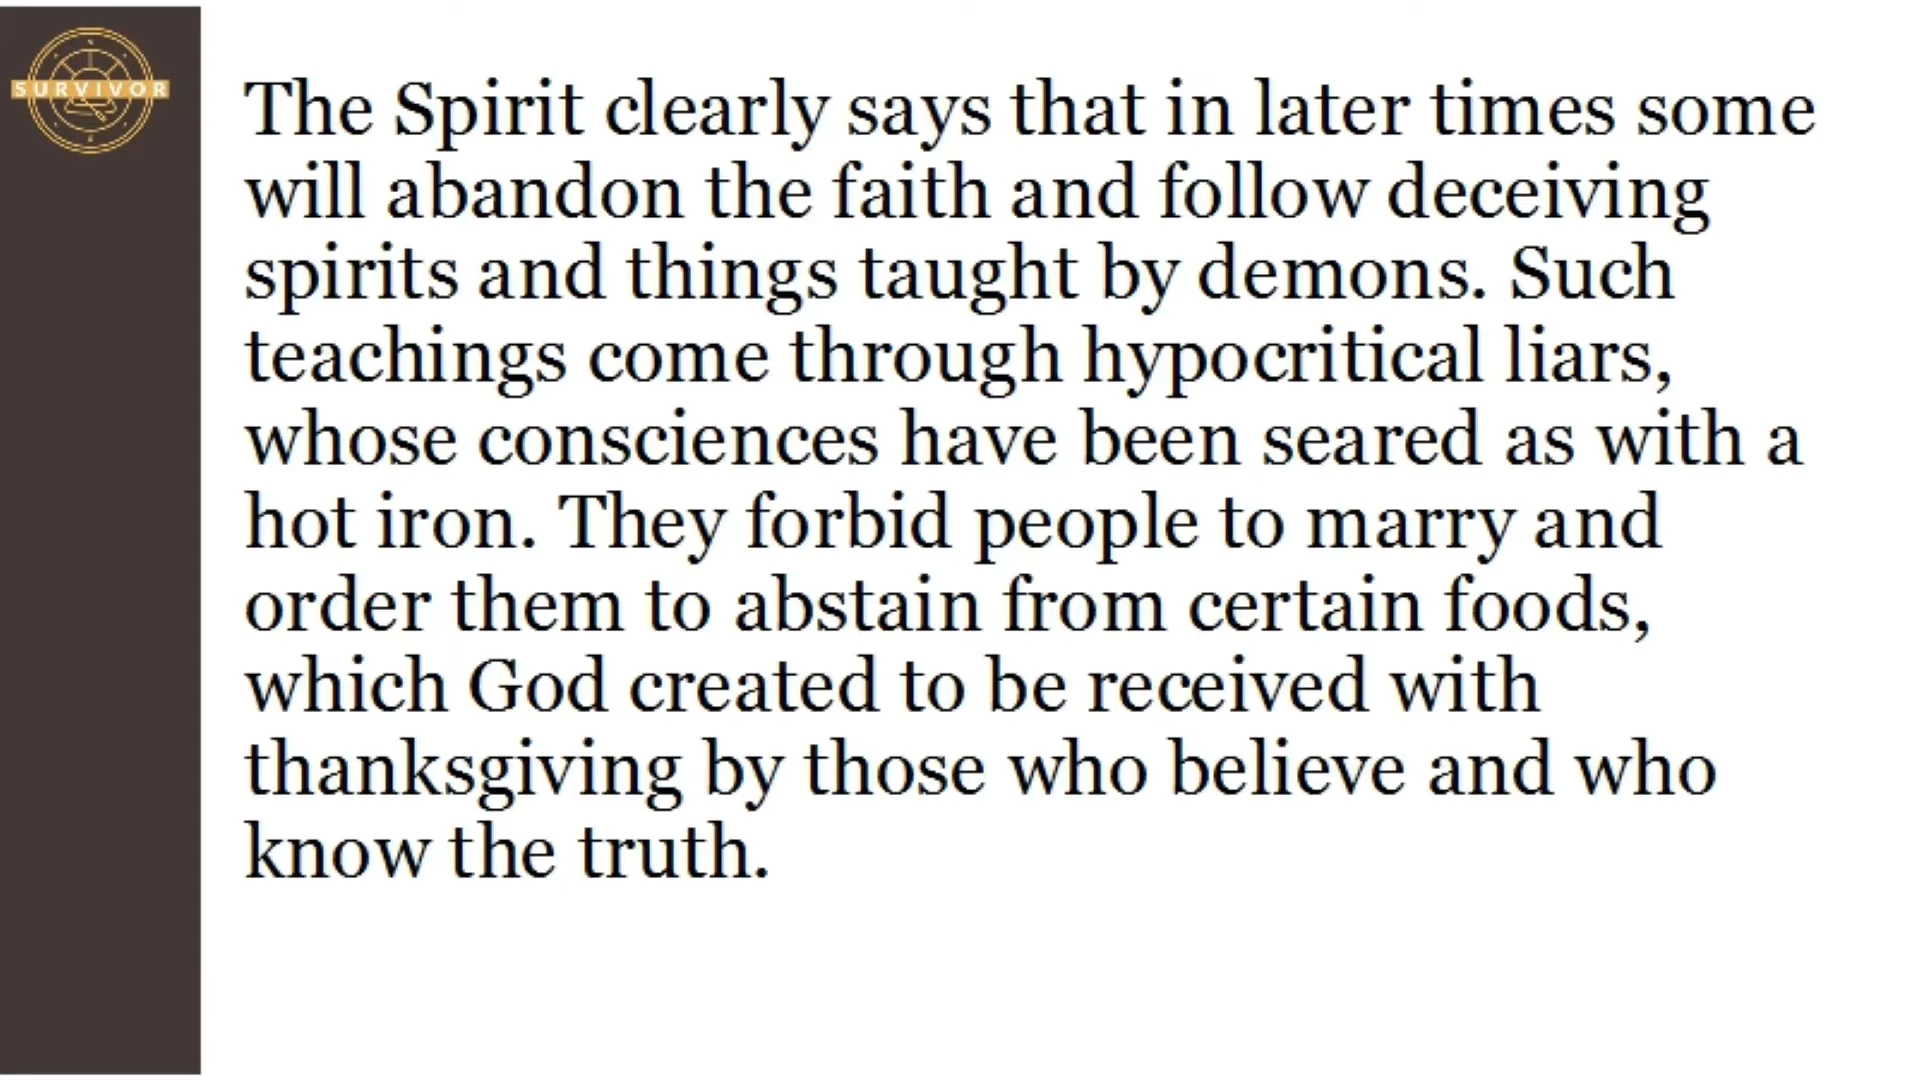 SURVIVOR
The Spirit clearly says that in later times some
will abandon the faith and follow deceiving
spirits and things taught by demons. Such
teachings come through hypocritical liars,
whose consciences have been seared as with a
hot iron. They forbid people to marry and
order them to abstain from certain foods,
which God created to be received with
thanksgiving by those who believe and who
know the truth.